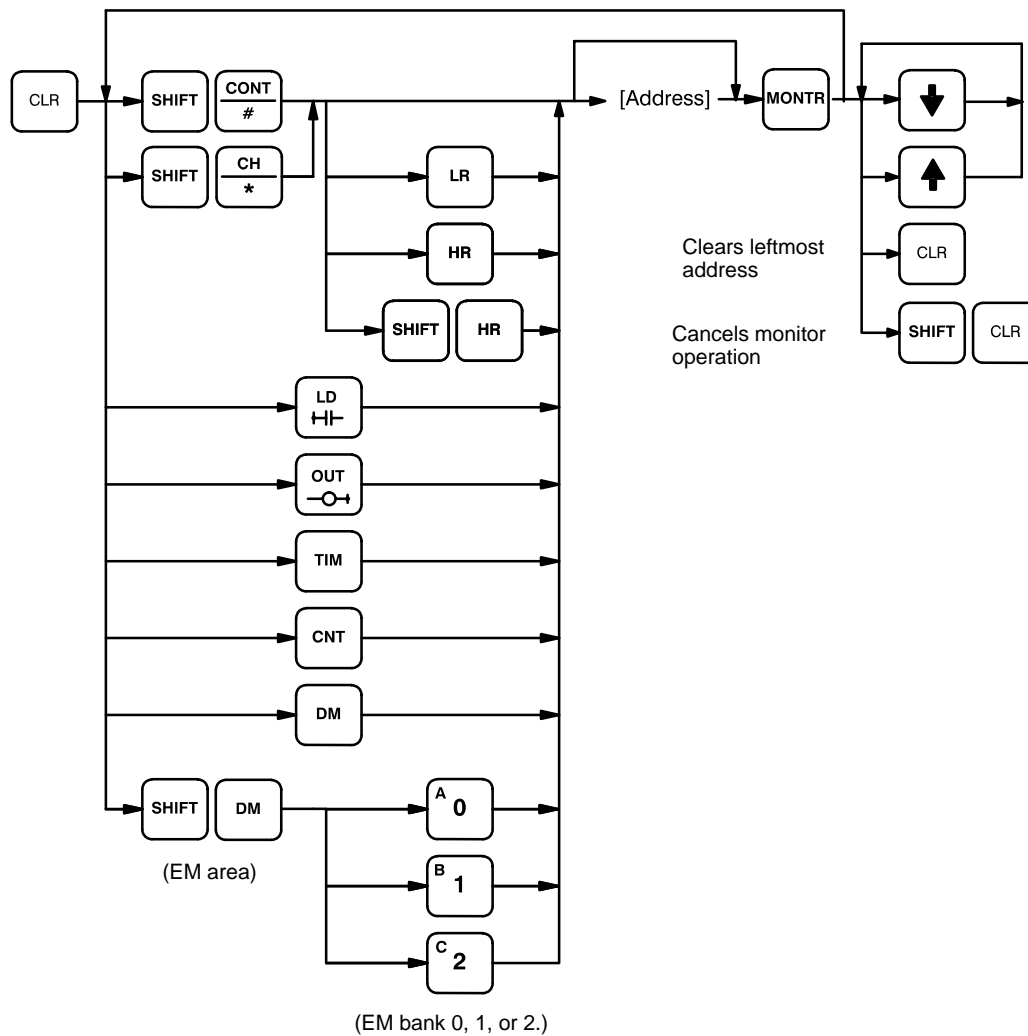 CLR
SHIFT
CONT
#
[Address]
MONTR
SHIFT
CH
*
LR
HR
Clears leftmost
address
CLR
SHIFT
HR
Cancels monitor
operation
SHIFT
CLR
LD
OUT
TIM
CNT
DM
SHIFT
DM
A
0
(EM area)
B
1
C
2
(EM bank 0, 1, or 2.)